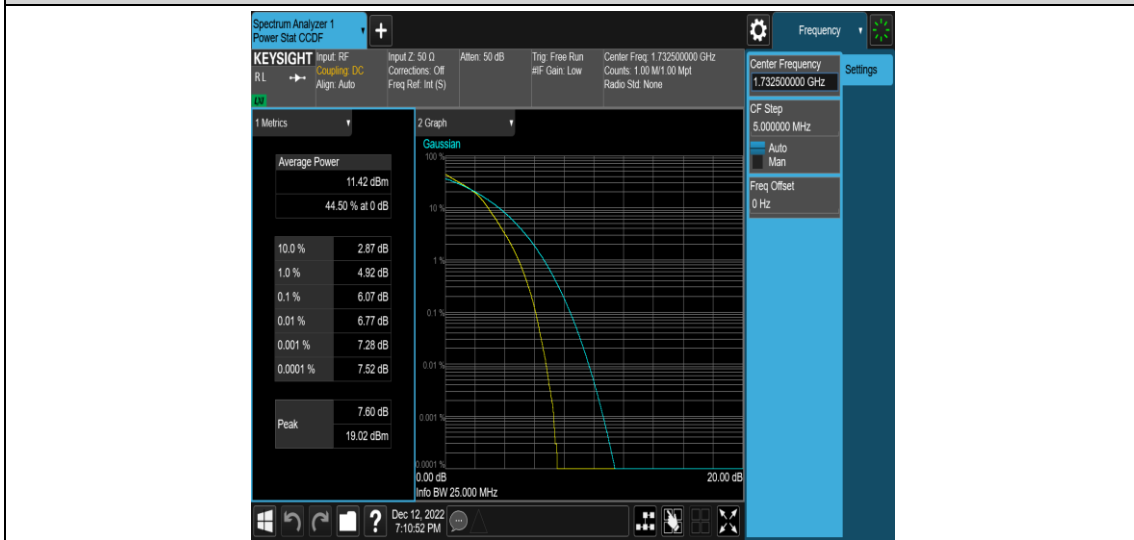 Spectrum Analyzer 1
Power Stat CCDF
+
Frequency
KEYSIGHT
RL
LXI
Input: RF
Coupling: DC
Align: Auto
Input Z: 50 Ω
Corrections: Off
Freq Ref: Int (S)
Atten: 50 dB
Trig: Free Run
#IF Gain: Low
Center Freq: 1.732500000 GHz
Counts: 1.00 M/1.00 Mpt
Radio Std: None
Center Frequency
1.732500000 GHz
Settings
CF Step
5.000000 MHz
Auto
Man
Freq Offset
0 Hz
1 Metrics
Average Power
11.42 dBm
44.50 % at 0 dB
10.0 % 2.87 dB
1.0 % 4.92 dB
0.1 % 6.07 dB
0.01 % 6.77 dB
0.001 % 7.28 dB
0.0001 % 7.52 dB
Peak
7.60 dB
19.02 dBm
2 Graph
Gaussian
100 %
10 %
1 %
0.1 %
0.01 %
0.001 %
0.0001 %
0.00 dB 20.00 dB
Info BW 25.000 MHz
?
Dec 12, 2022
7:10:52 PM